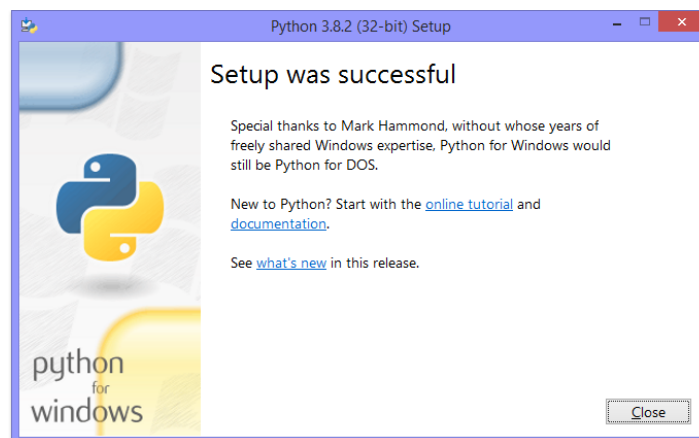 Python 3.8.2 (32-bit) Setup
Setup was successful
Special thanks to Mark Hammond, without whose years of
freely shared Windows expertise, Python for Windows would
still be Python for DOS.
New to Python? Start with the online tutorial and
documentation.
See what's new in this release.
python
for
windows
Close